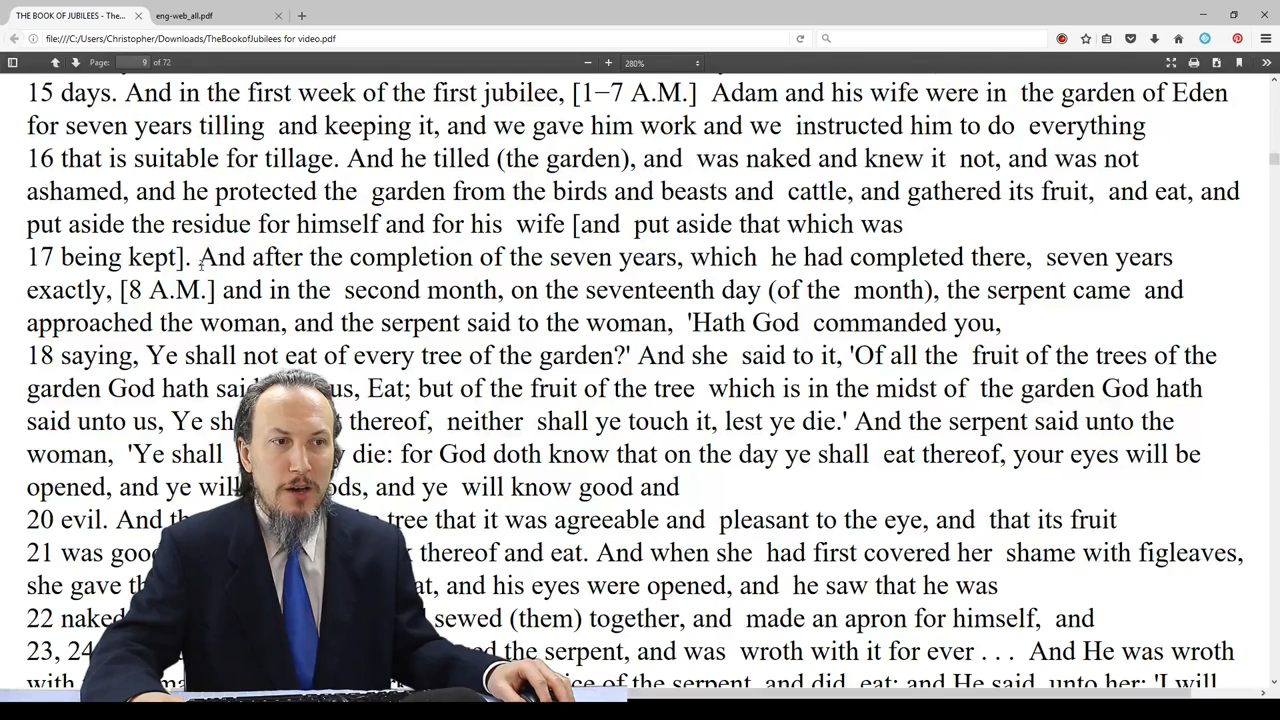 THE BOOK OF JUBILEES - The...
eng-web_all.pdf
file:///C:/Users/Christopher/Downloads/TheBookofJubilees for video.pdf
Page: 9 of 72
280%
15 days. And in the first week of the first jubilee, [1−7 A.M.] Adam and his wife were in the garden of Eden
for seven years tilling and keeping it, and we gave him work and we instructed him to do everything
16 that is suitable for tillage. And he tilled (the garden), and was naked and knew it not, and was not
ashamed, and he protected the garden from the birds and beasts and cattle, and gathered its fruit, and eat, and
put aside the residue for himself and for his wife [and put aside that which was
17 being kept]. And after the completion of the seven years, which he had completed there, seven years
exactly, [8 A.M.] and in the second month, on the seventeenth day (of the month), the serpent came and
approached the woman, and the serpent said to the woman, 'Hath God commanded you,
18 saying, Ye shall not eat of every tree of the garden?' And she said to it, 'Of all the fruit of the trees of the
garden God hath said us, Eat; but of the fruit of the tree which is in the midst of the garden God hath
said unto us, Ye thereof, neither shall ye touch it, lest ye die.' And the serpent said unto the
woman, 'Ye shall die: for God doth know that on the day ye shall eat thereof, your eyes will be
opened, and ye will and ye will know good and
20 evil. And tree that it was agreeable and pleasant to the eye, and that its fruit
21 was good thereof and eat. And when she had first covered her shame with figleaves,
she gave and his eyes were opened, and he saw that he was
22 naked sewed (them) together, and made an apron for himself, and
23, 24 the serpent, and was wroth with it for ever . . . And He was wroth
with of the serpent, and did eat; and He said unto her: 'I will